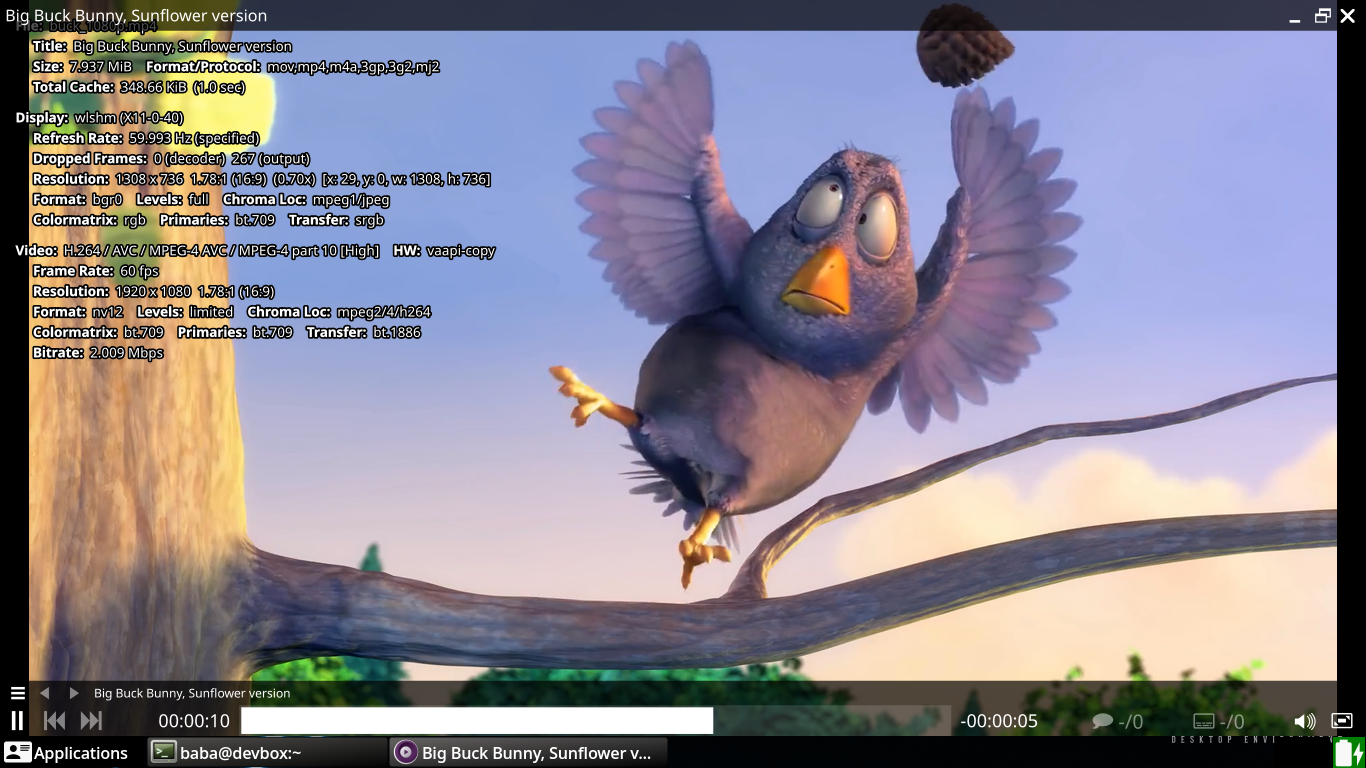 Big Buck Bunny, Sunflower version
File: buck_1080p.mp4
Title: Big Buck Bunny, Sunflower version
Size: 7.937 MiB Format/Protocol: mov,mp4,m4a,3gp,3g2,mj2
Total Cache: 348.66 KiB (1.0 sec)
Display: wlshm (X11-0-40)
Refresh Rate: 59.993 Hz (specified)
Dropped Frames: 0 (decoder) 267 (output)
Resolution: 1308 x 736 1.78:1 (16:9) (0.70x) [x: 29, y: 0, w: 1308, h: 736]
Format: bgr0 Levels: full Chroma Loc: mpeg1/jpeg
Colormatrix: rgb Primaries: bt.709 Transfer: srgb
Video: H.264 / AVC / MPEG-4 AVC / MPEG-4 part 10 [High] HW: vaapi-copy
Frame Rate: 60 fps
Resolution: 1920 x 1080 1.78:1 (16:9)
Format: nv12 Levels: limited Chroma Loc: mpeg2/4/h264
Colormatrix: bt.709 Primaries: bt.709 Transfer: bt.1886
Bitrate: 2.009 Mbps
Big Buck Bunny, Sunflower version
00:00:10 -00:00:05 -/0 -/0
DESKTOP
Applications baba@devbox:~ Big Buck Bunny, Sunflower v...